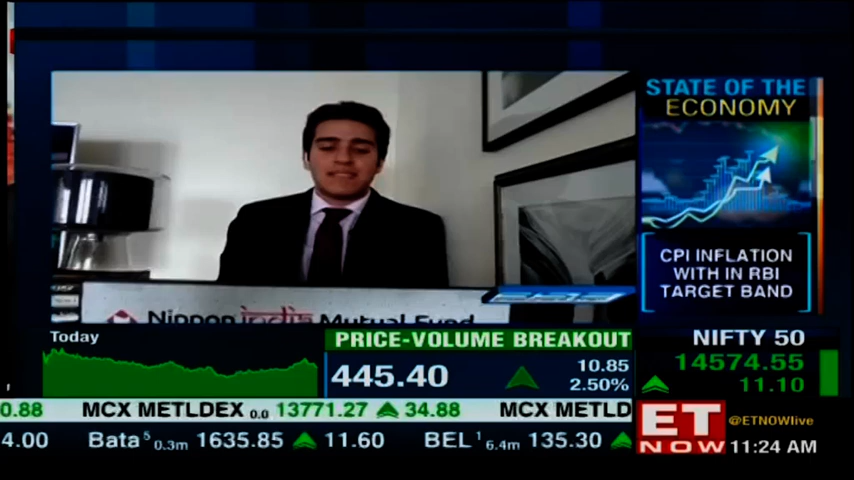 STATE OF THE
ECONOMY
CPI INFLATION
WITH IN RBI
TARGET BAND
Nippon india Mutual Fund
Today
PRICE-VOLUME BREAKOUT
445.40
10.85
2.50%
NIFTY 50
14574.55
11.10
0.88 MCX METLDEX 0.0 13771.27 34.88 MCX METLD
4.00 Bata 5 0.3m 1635.85 11.60 BEL 1 6.4m 135.30
ET
NOW
@ETNOWlive
11:24 AM